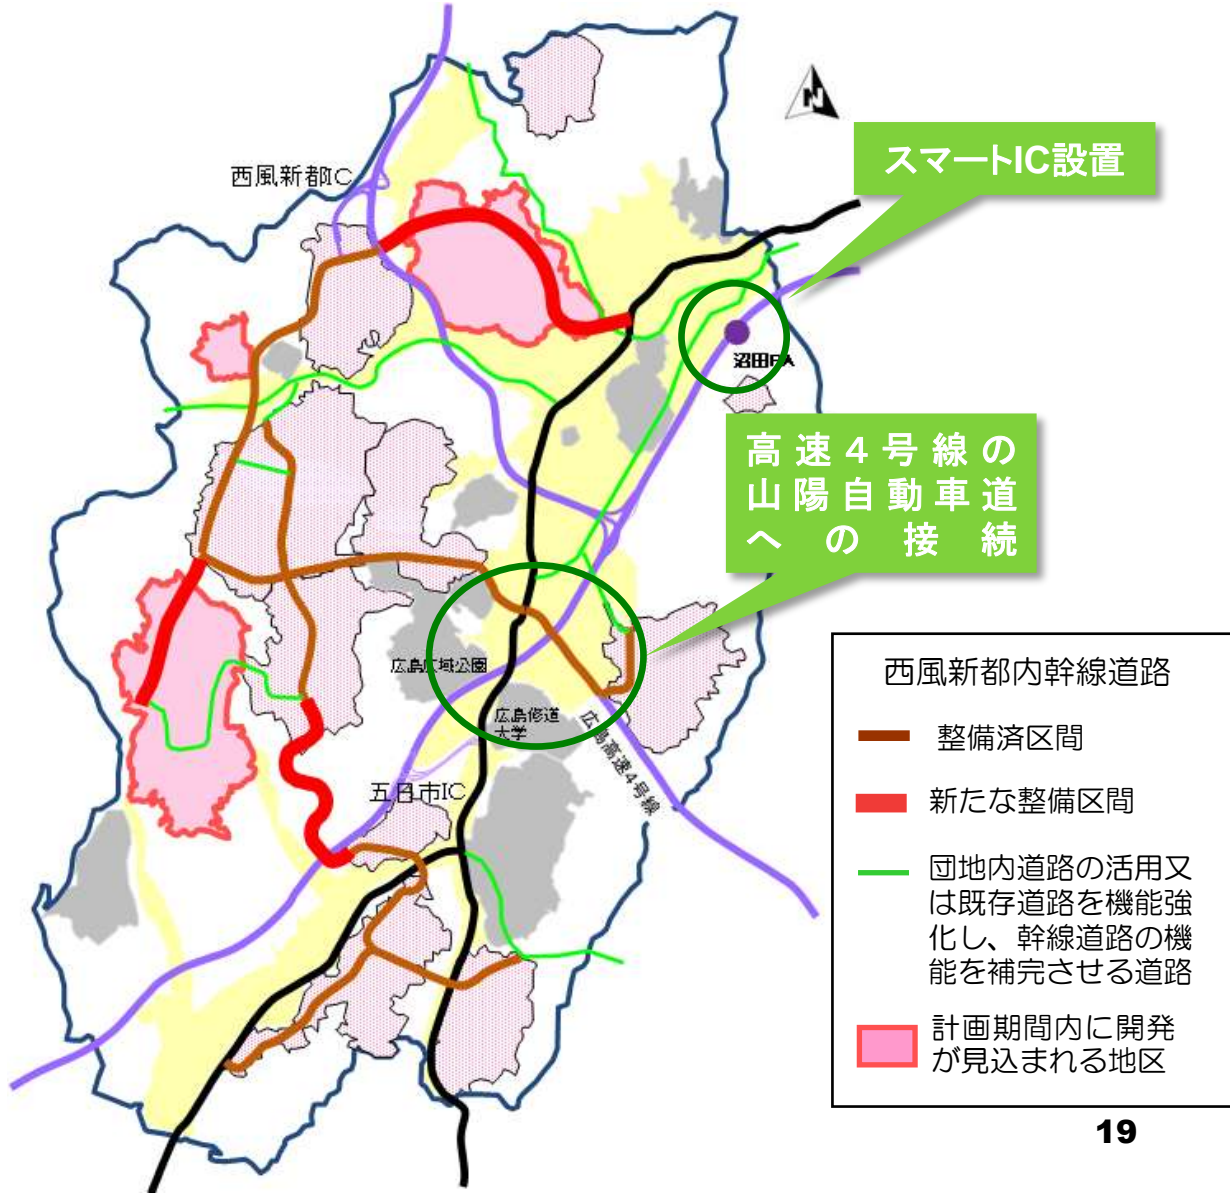 N
スマートIC設置
西風新都IC
沼田PA
高速４号線の
山陽自動車道
への接続
広島広域公園
広島修道
大学
広島高速4号線
五日市IC
西風新都内幹線道路
整備済区間
新たな整備区間
団地内道路の活用又
は既存道路を機能強
化し、幹線道路の機
能を補完させる道路
計画期間内に開発
が見込まれる地区
19